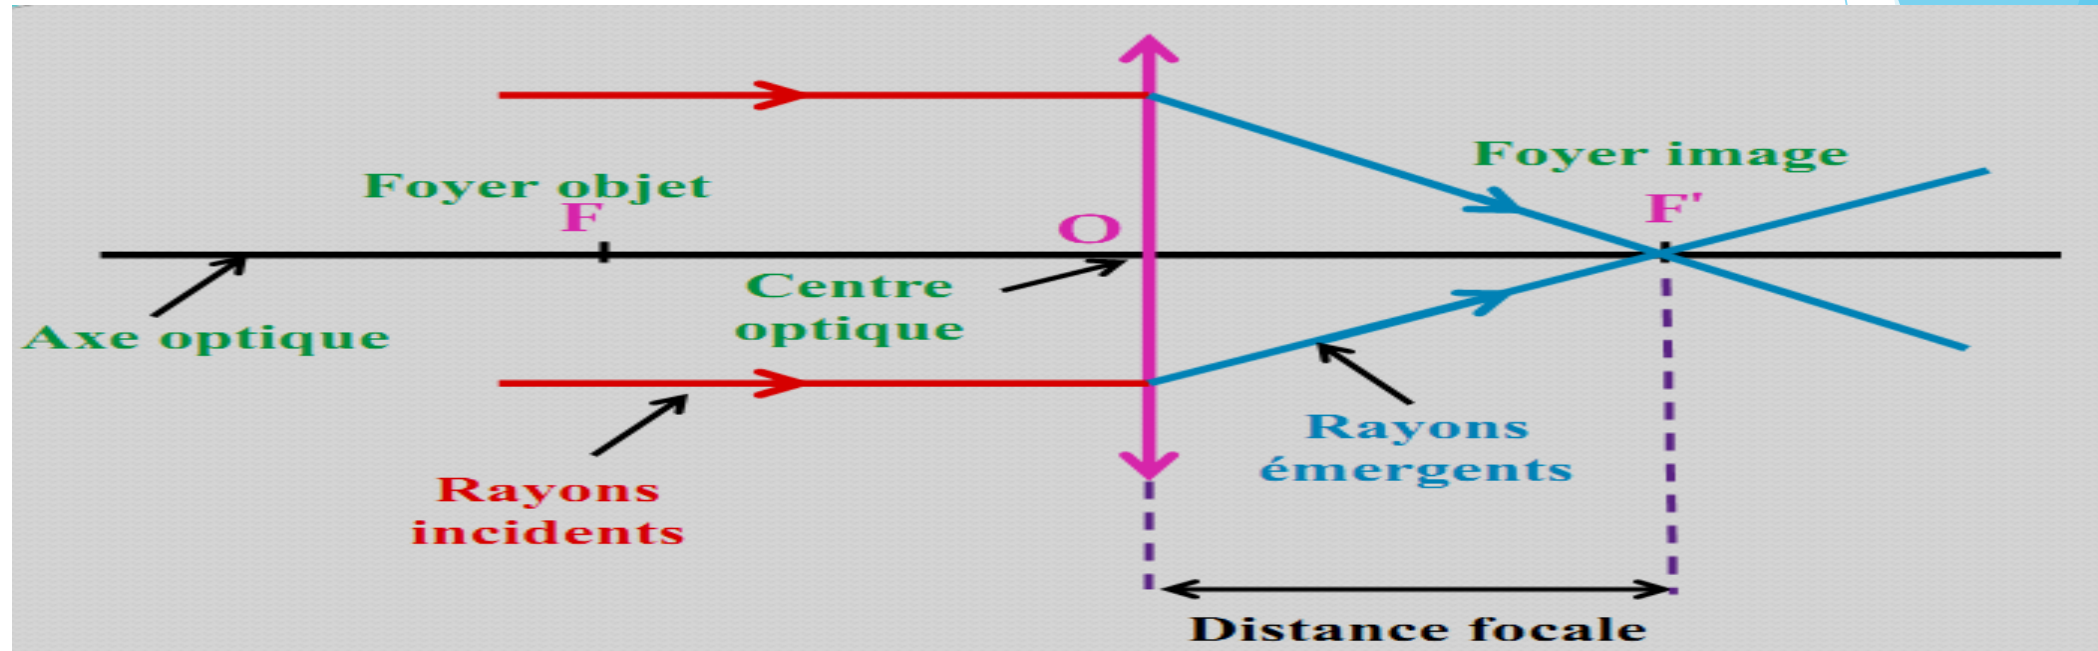 Foyer image
Foyer objet
F
F'
O
Centre
optique
Axe optique
Rayons
émergents
Rayons
incidents
Distance focale